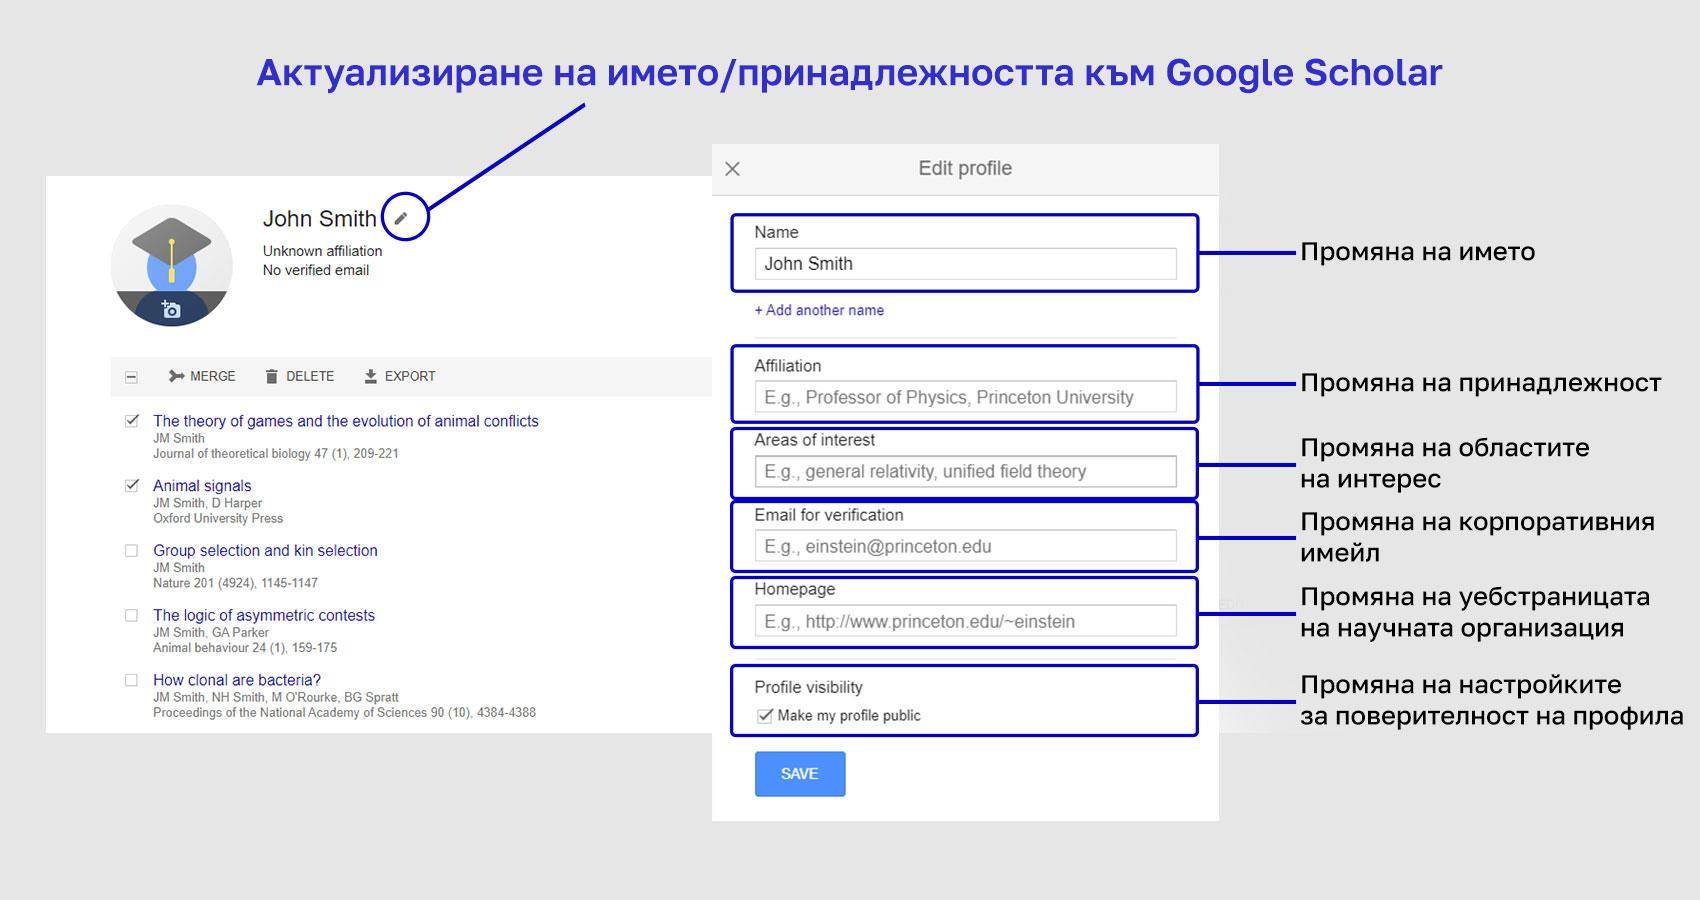 Актуализиране на името/принадлежността към Google Scholar
John Smith
Unknown affiliation
No verified email
MERGE DELETE EXPORT
The theory of games and the evolution of animal conflicts
JM Smith
Journal of theoretical biology 47 (1), 209-221
Animal signals
JM Smith, D Harper
Oxford University Press
Group selection and kin selection
JM Smith
Nature 201 (4924), 1145-1147
The logic of asymmetric contests
JM Smith, GA Parker
Animal behaviour 24 (1), 159-175
How clonal are bacteria?
JM Smith, NH Smith, M O'Rourke, BG Spratt
Proceedings of the National Academy of Sciences 90 (10), 4384-4388
Edit profile
Name
John Smith
+ Add another name
Affiliation
E.g., Professor of Physics, Princeton University
Areas of interest
E.g., general relativity, unified field theory
Email for verification
E.g., einstein@princeton.edu
Homepage
E.g., http://www.princeton.edu/~einstein
Profile visibility
Make my profile public
SAVE
Промяна на името
Промяна на принадлежност
Промяна на областите
на интерес
Промяна на корпоративния
имейл
Промяна на уебстраницата
на научната организация
Промяна на настройките
за поверителност на профила